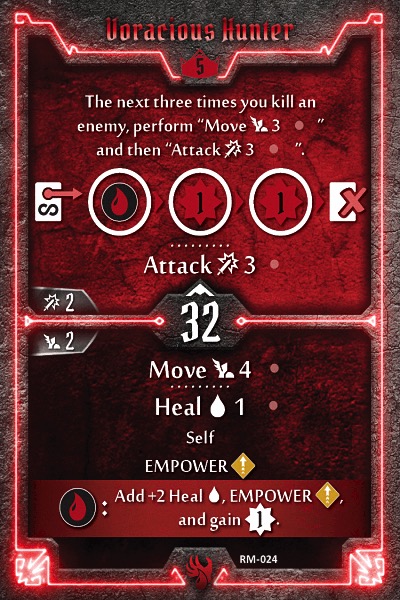 Voracious Hunter
5
The next three times you kill an
enemy, perform “Move 3 ”
and then “Attack 3 ”.
S 1 1
Attack 3
2
32
2
Move 4
Heal 1
Self
EMPOWER
: Add +2 Heal , EMPOWER ,
and gain 1 .
RM-024